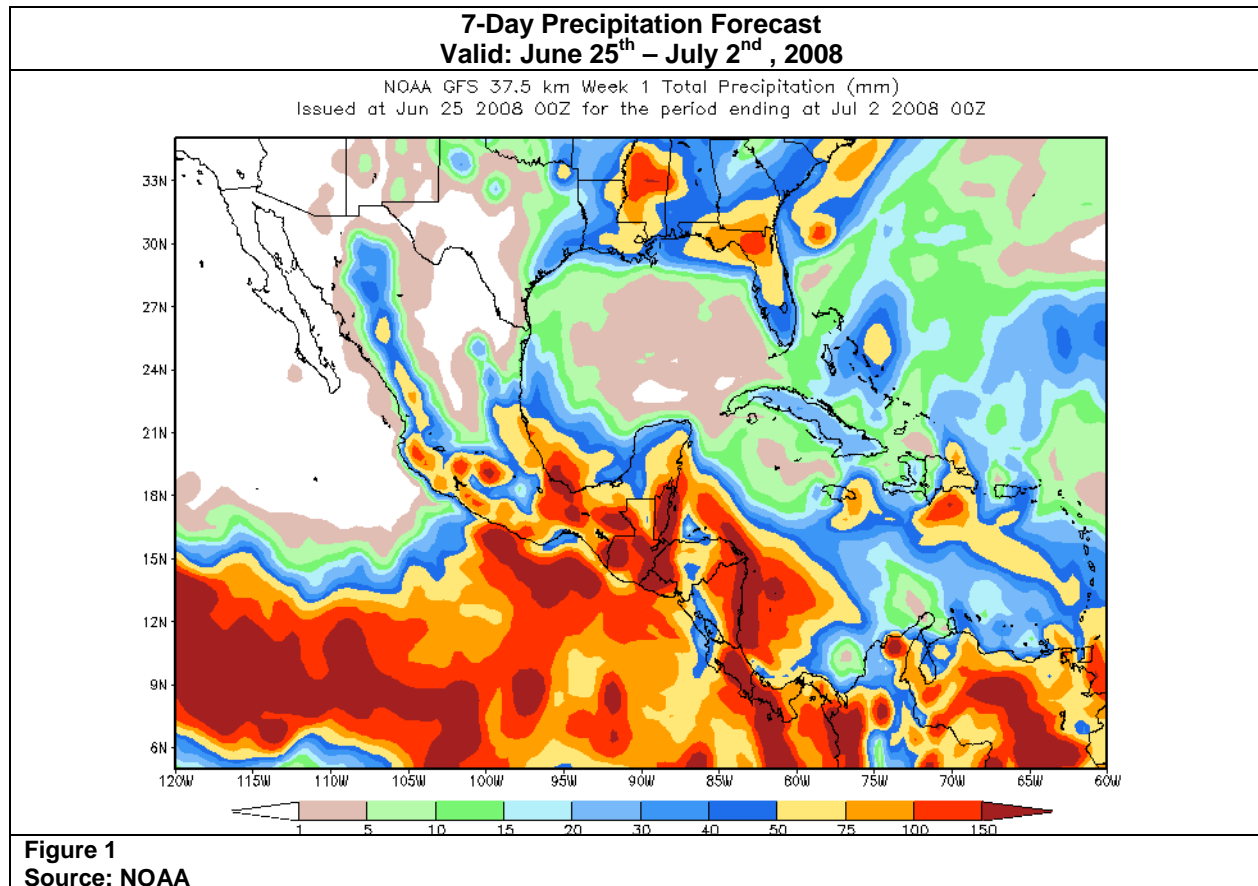 7-Day Precipitation Forecast
Valid: June 25th – July 2nd , 2008
NOAA GFS 37.5 km Week 1 Total Precipitation (mm)
Issued at Jun 25 2008 00Z for the period ending at Jul 2 2008 00Z
33N
30N
27N
24N
21N
18N
15N
12N
9N
6N
120W 115W 110W 105W 100W 95W 90W 85W 80W 75W 70W 65W 60W
1 5 10 15 20 30 40 50 75 100 150
Figure 1
Source: NOAA